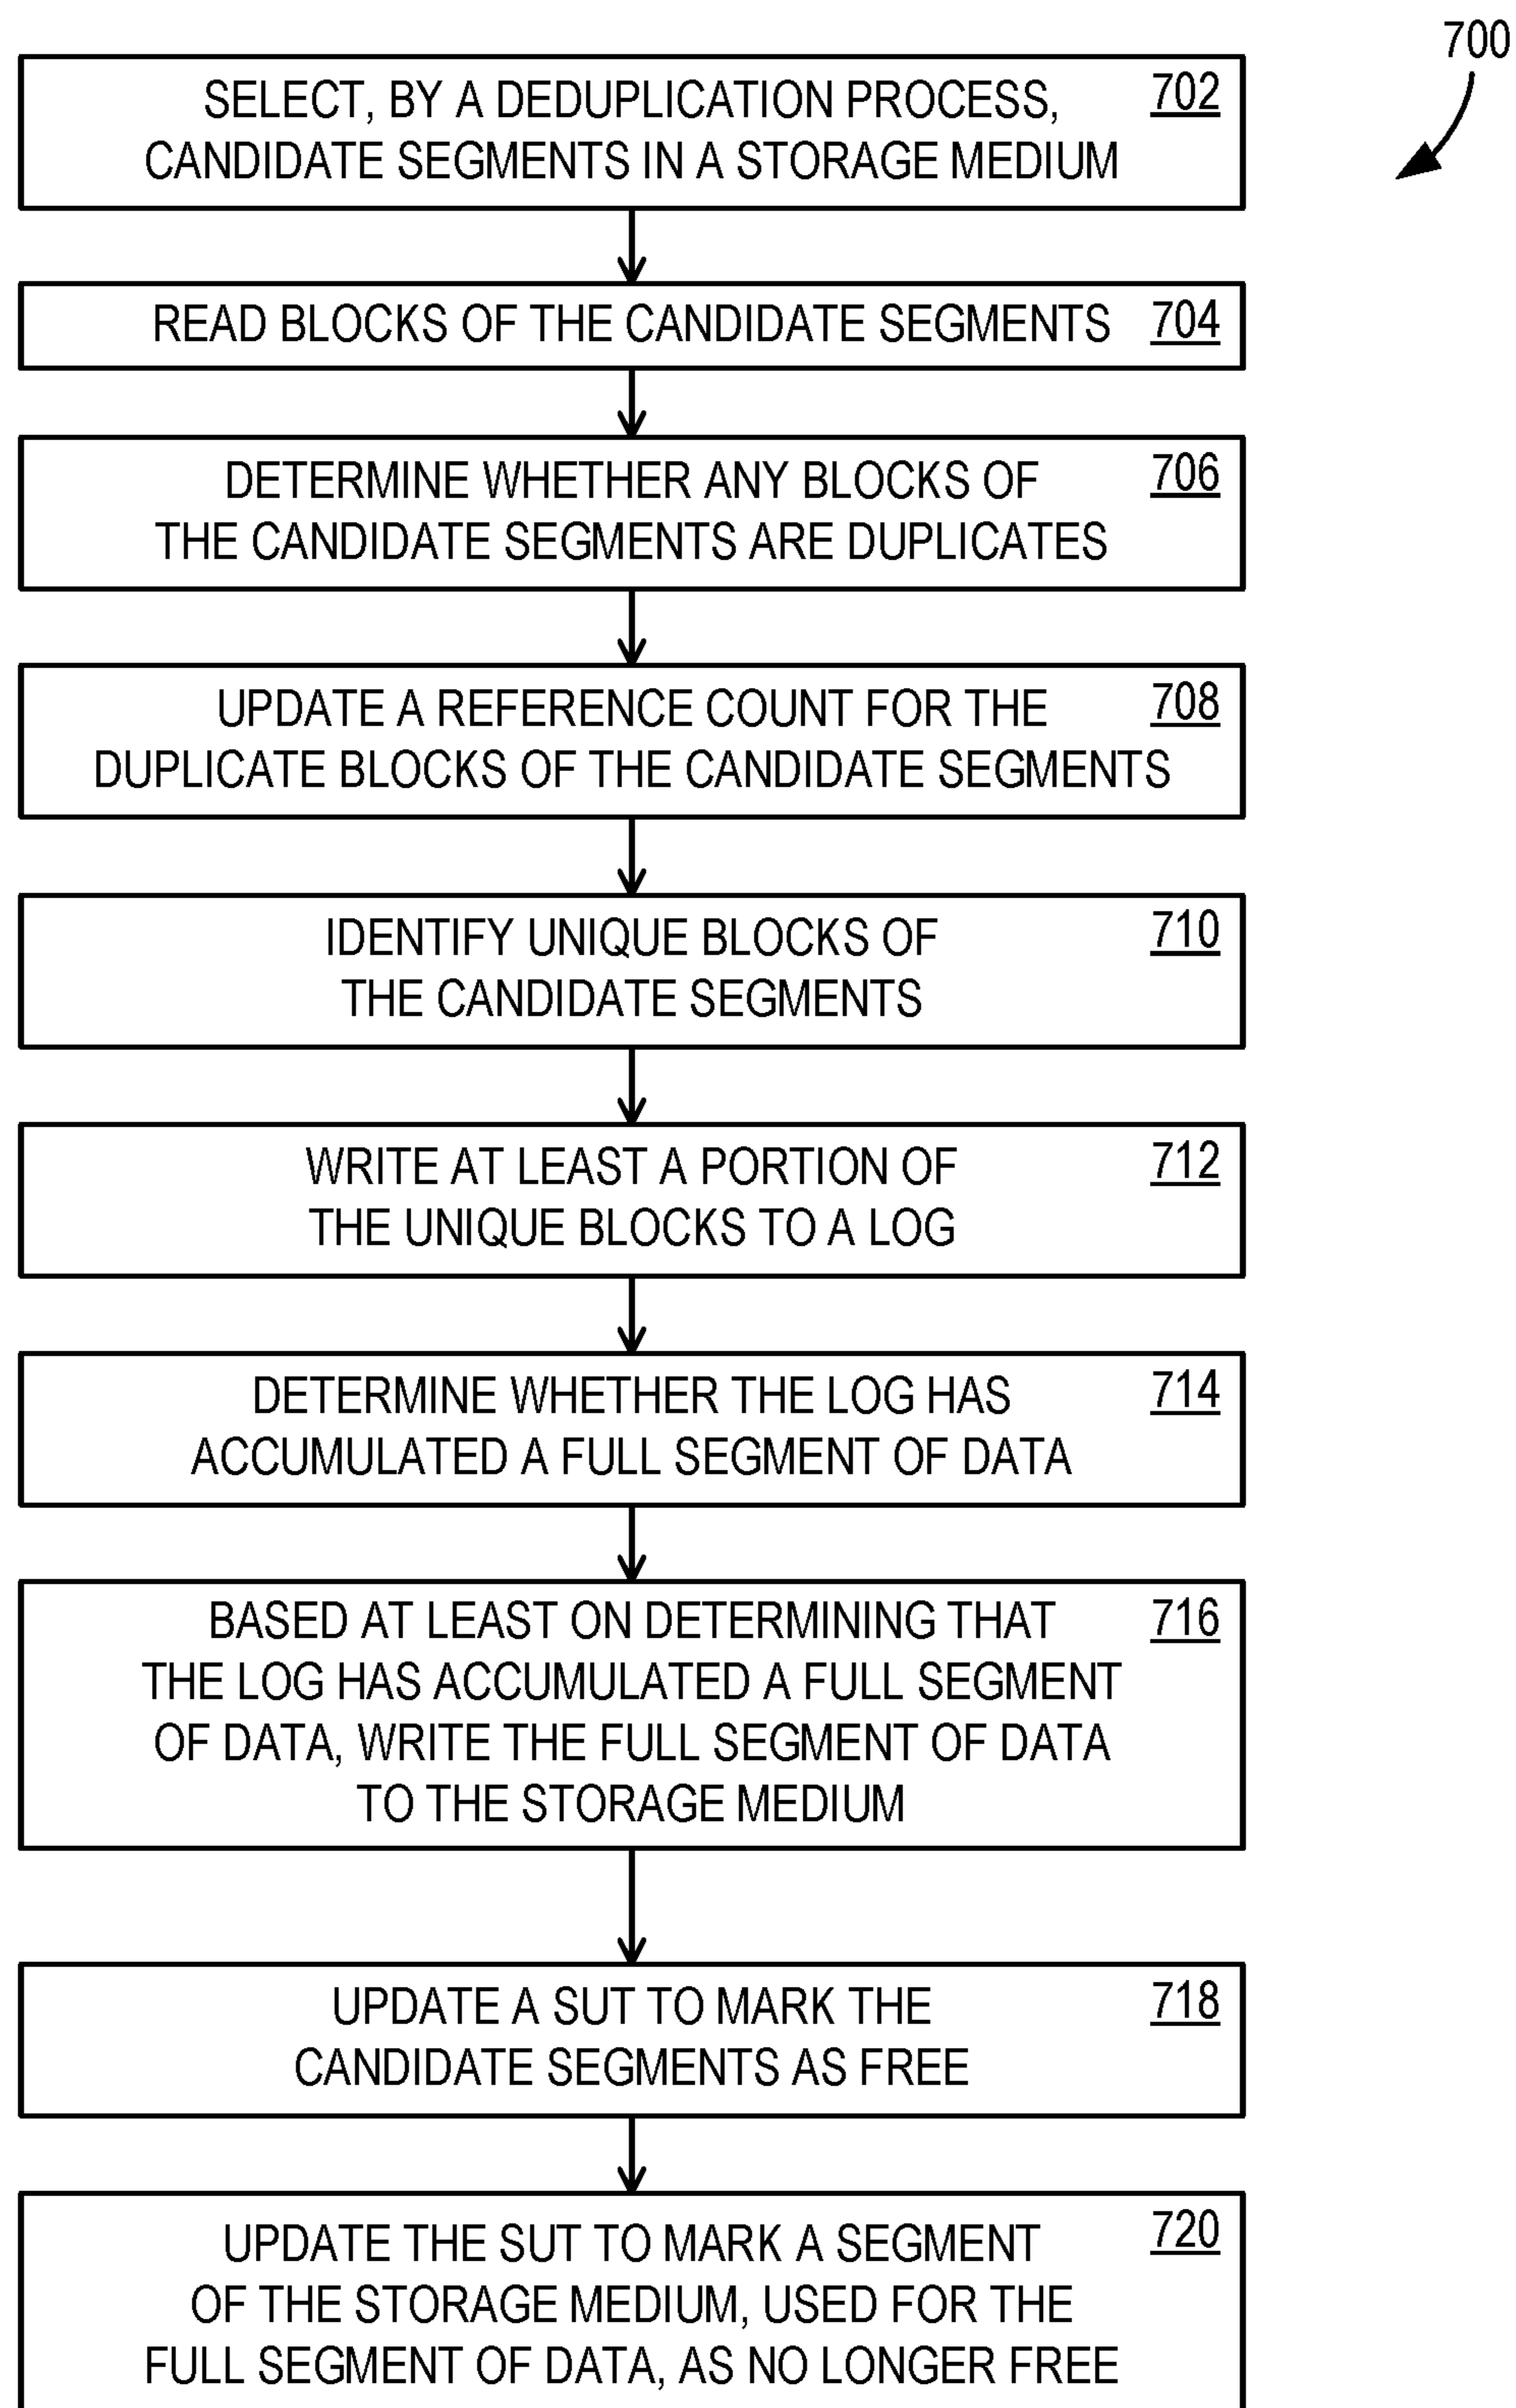 700
SELECT, BY A DEDUPLICATION PROCESS, 702
CANDIDATE SEGMENTS IN A STORAGE MEDIUM
READ BLOCKS OF THE CANDIDATE SEGMENTS 704
DETERMINE WHETHER ANY BLOCKS OF 706
THE CANDIDATE SEGMENTS ARE DUPLICATES
UPDATE A REFERENCE COUNT FOR THE 708
DUPLICATE BLOCKS OF THE CANDIDATE SEGMENTS
IDENTIFY UNIQUE BLOCKS OF 710
THE CANDIDATE SEGMENTS
WRITE AT LEAST A PORTION OF 712
THE UNIQUE BLOCKS TO A LOG
DETERMINE WHETHER THE LOG HAS 714
ACCUMULATED A FULL SEGMENT OF DATA
BASED AT LEAST ON DETERMINING THAT 716
THE LOG HAS ACCUMULATED A FULL SEGMENT
OF DATA, WRITE THE FULL SEGMENT OF DATA
TO THE STORAGE MEDIUM
UPDATE A SUT TO MARK THE 718
CANDIDATE SEGMENTS AS FREE
UPDATE THE SUT TO MARK A SEGMENT 720
OF THE STORAGE MEDIUM, USED FOR THE
FULL SEGMENT OF DATA, AS NO LONGER FREE